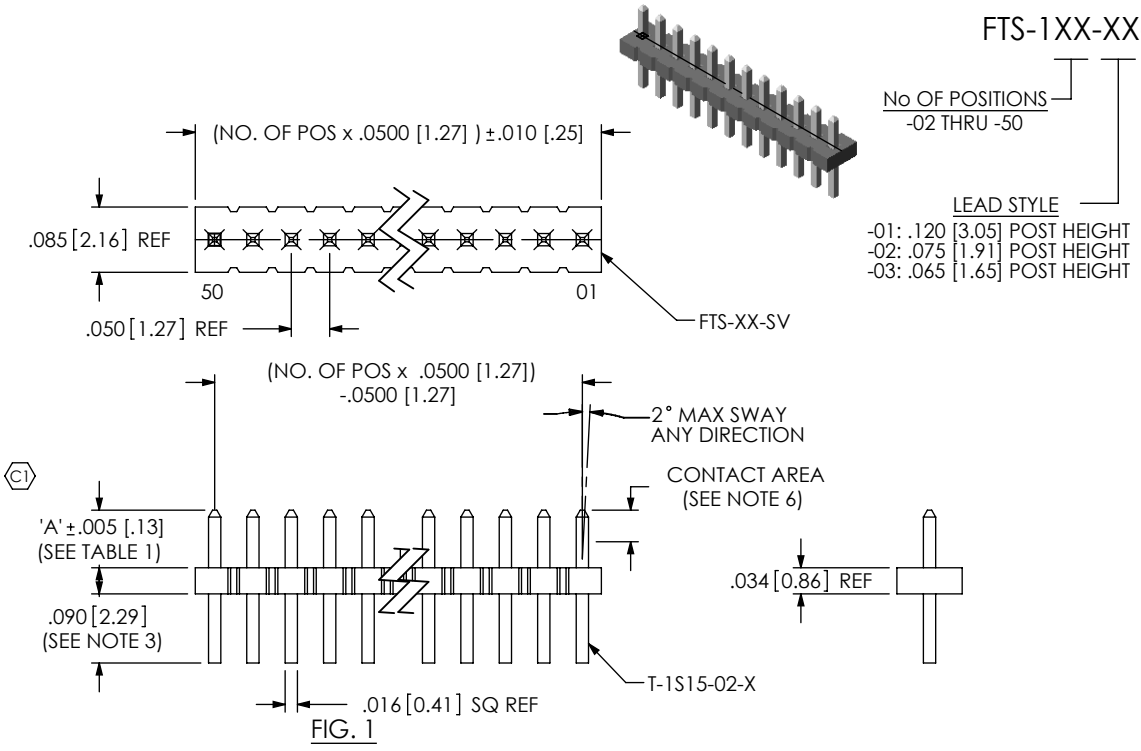 FTS-1XX-XX
No OF POSITIONS
-02 THRU -50
LEAD STYLE
-01: .120 [3.05] POST HEIGHT
-02: .075 [1.91] POST HEIGHT
-03: .065 [1.65] POST HEIGHT
(NO. OF POS x .0500 [1.27] ) ±.010 [.25]
.085 [2.16] REF
50
01
.050 [1.27] REF
FTS-XX-SV
(NO. OF POS x .0500 [1.27])
-.0500 [1.27]
2° MAX SWAY
ANY DIRECTION
C1
CONTACT AREA
(SEE NOTE 6)
'A' ±.005 [.13]
(SEE TABLE 1)
.034 [0.86] REF
.090 [2.29]
(SEE NOTE 3)
T-1S15-02-X
.016 [0.41] SQ REF
FIG. 1